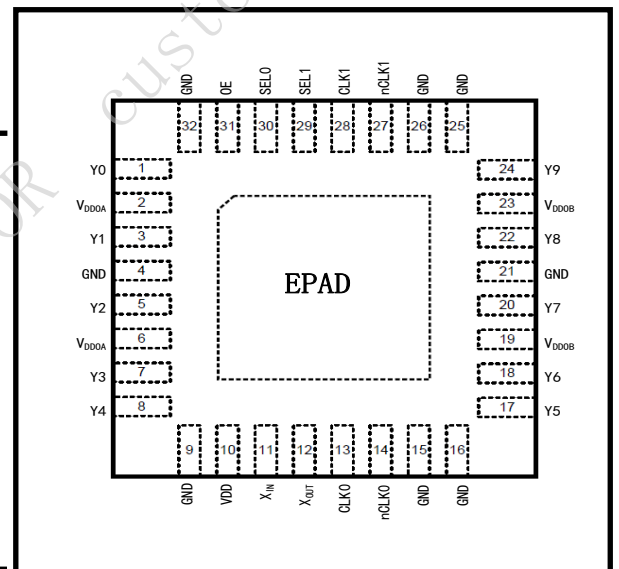 custo
OR
GND OE SEL0 SEL1 CLK1 nCLK1 GND GND
32 31 30 29 28 27 26 25
Y0 1 24 Y9
VDDOA 2 23 VDDOB
Y1 3 22 Y8
GND 4 21 GND
EPAD
Y2 5 20 Y7
VDDOA 6 19 VDDOB
Y3 7 18 Y6
Y4 8 17 Y5
9 10 11 12 13 14 15 16
GND VDD XIN XOUT CLK0 nCLK0 GND GND